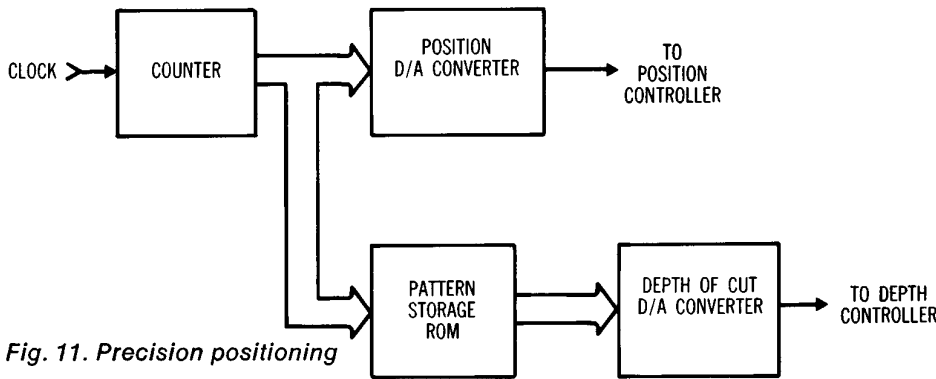 CLOCK
COUNTER
POSITION
D/A CONVERTER
TO
POSITION
CONTROLLER
PATTERN
STORAGE
ROM
DEPTH OF CUT
D/A CONVERTER
TO DEPTH
CONTROLLER
Fig. 11. Precision positioning